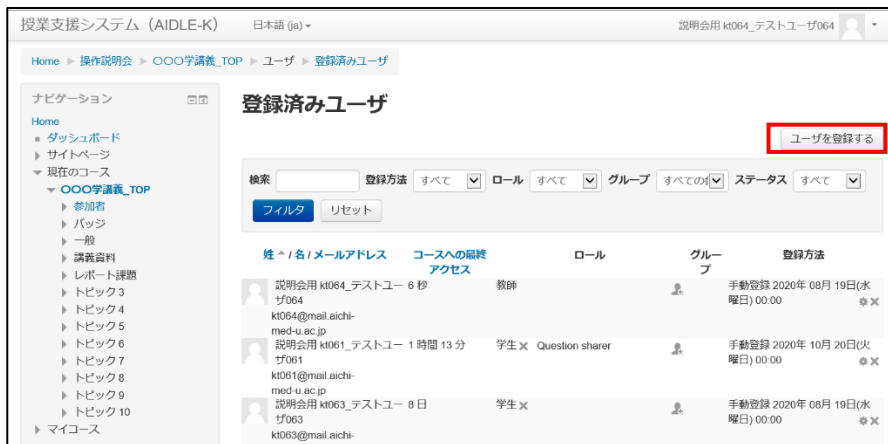 授業支援システム（AIDLE-K） 日本語 (ja) 説明会用 kt064_テストユーザ064
Home ▶ 操作説明会 ▶ 〇〇〇学講義_TOP ▶ ユーザ ▶ 登録済みユーザ
ナビゲーション
Home
ダッシュボード
サイトページ
現在のコース
〇〇〇学講義_TOP
参加者
バッジ
一般
講義資料
レポート課題
トピック 3
トピック 4
トピック 5
トピック 6
トピック 7
トピック 8
トピック 9
トピック 10
マイコース
登録済みユーザ
ユーザを登録する
検索 登録方法 すべて ロール すべて グループ すべての ステータス すべて
フィルタ リセット
姓 / 名 / メールアドレス コースへの最終 ロール グルー 登録方法
アクセス プ
説明会用 kt064_テストユー 6 秒 教師 手動登録 2020年 08月 19日(水
ザ064 曜日) 00:00
kt064@mail.aichi-
med-u.ac.jp
説明会用 kt061_テストユー 1 時間 13 分 学生 Question sharer 手動登録 2020年 10月 20日(火
ザ061 曜日) 00:00
kt061@mail.aichi-
med-u.ac.jp
説明会用 kt063_テストユー 8 日 学生 手動登録 2020年 08月 19日(水
ザ063 曜日) 00:00
kt063@mail.aichi-